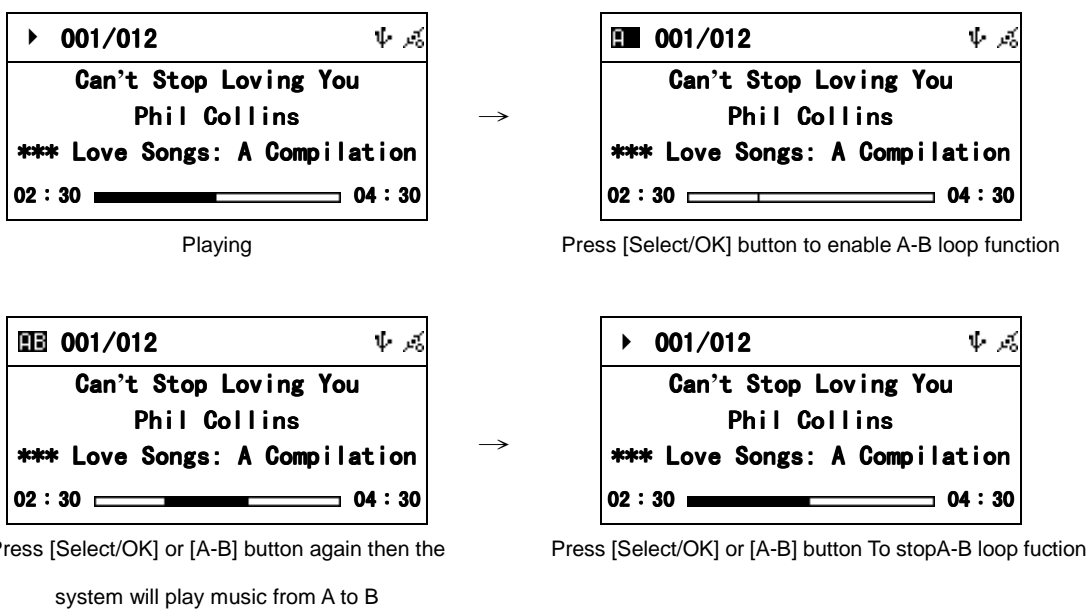 001/012
Can't Stop Loving You
Phil Collins
*** Love Songs: A Compilation
02:30 04:30
Playing
→
A 001/012
Can't Stop Loving You
Phil Collins
*** Love Songs: A Compilation
02:30 04:30
Press [Select/OK] button to enable A-B loop function
AB 001/012
Can't Stop Loving You
Phil Collins
*** Love Songs: A Compilation
02:30 04:30
Press [Select/OK] or [A-B] button again then the
system will play music from A to B
→
001/012
Can't Stop Loving You
Phil Collins
*** Love Songs: A Compilation
02:30 04:30
Press [Select/OK] or [A-B] button To stopA-B loop fuction